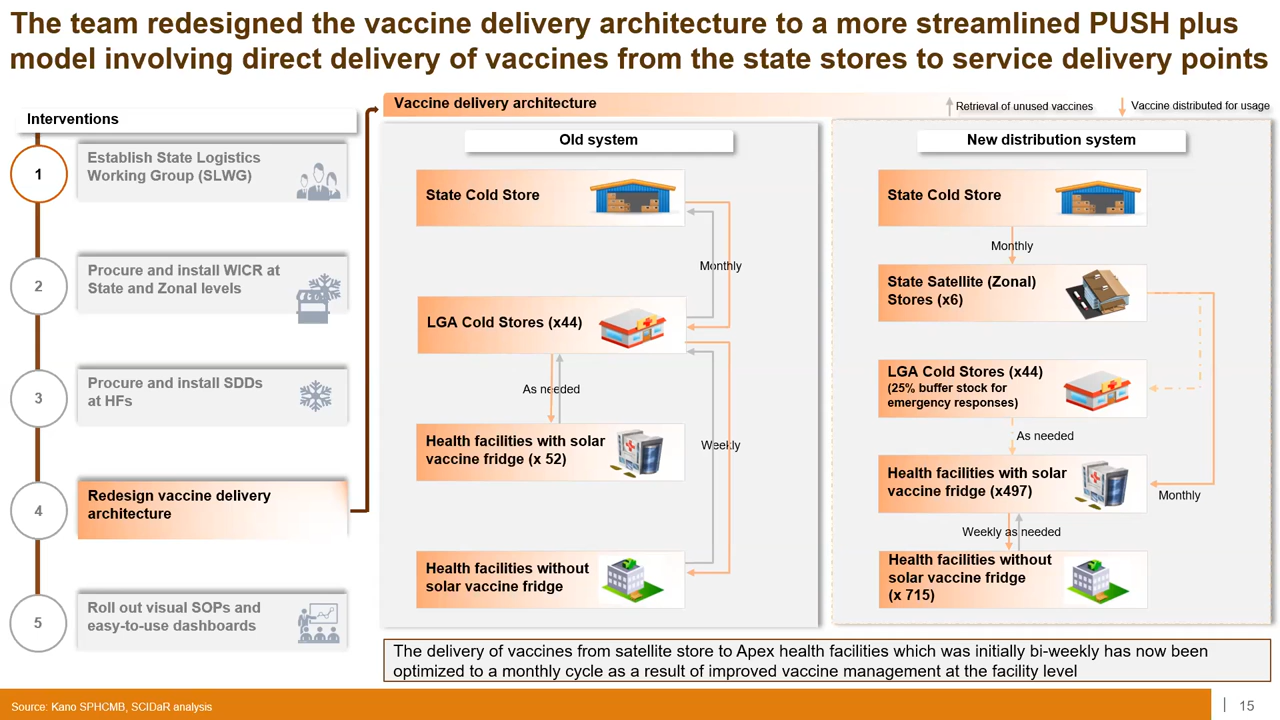 The team redesigned the vaccine delivery architecture to a more streamlined PUSH plus
model involving direct delivery of vaccines from the state stores to service delivery points
Interventions
1
Establish State Logistics
Working Group (SLWG)
2
Procure and install WICR at
State and Zonal levels
3
Procure and install SDDs
at HFs
4
Redesign vaccine delivery
architecture
5
Roll out visual SOPs and
easy-to-use dashboards
Vaccine delivery architecture
Retrieval of unused vaccines
Vaccine distributed for usage
Old system
State Cold Store
Monthly
LGA Cold Stores (x44)
As needed
Health facilities with solar
vaccine fridge (x 52)
Weekly
Health facilities without
solar vaccine fridge
New distribution system
State Cold Store
Monthly
State Satellite (Zonal)
Stores (x6)
LGA Cold Stores (x44)
(25% buffer stock for
emergency responses)
As needed
Health facilities with solar
vaccine fridge (x497)
Monthly
Weekly as needed
Health facilities without
solar vaccine fridge
(x 715)
The delivery of vaccines from satellite store to Apex health facilities which was initially bi-weekly has now been
optimized to a monthly cycle as a result of improved vaccine management at the facility level
Source: Kano SPHCMB, SCIDaR analysis
15